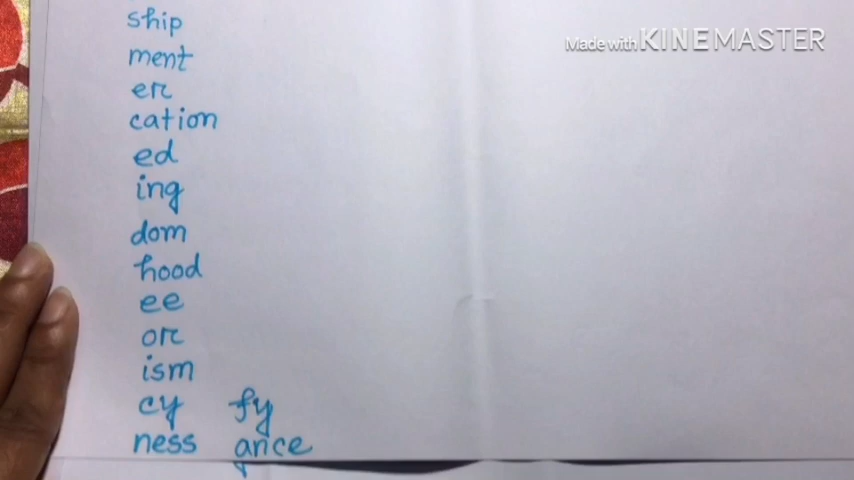 ship
Made with KINEMASTER
ment
er
cation
ed
ing
dom
hood
ee
or
ism
cy fy
ness ance